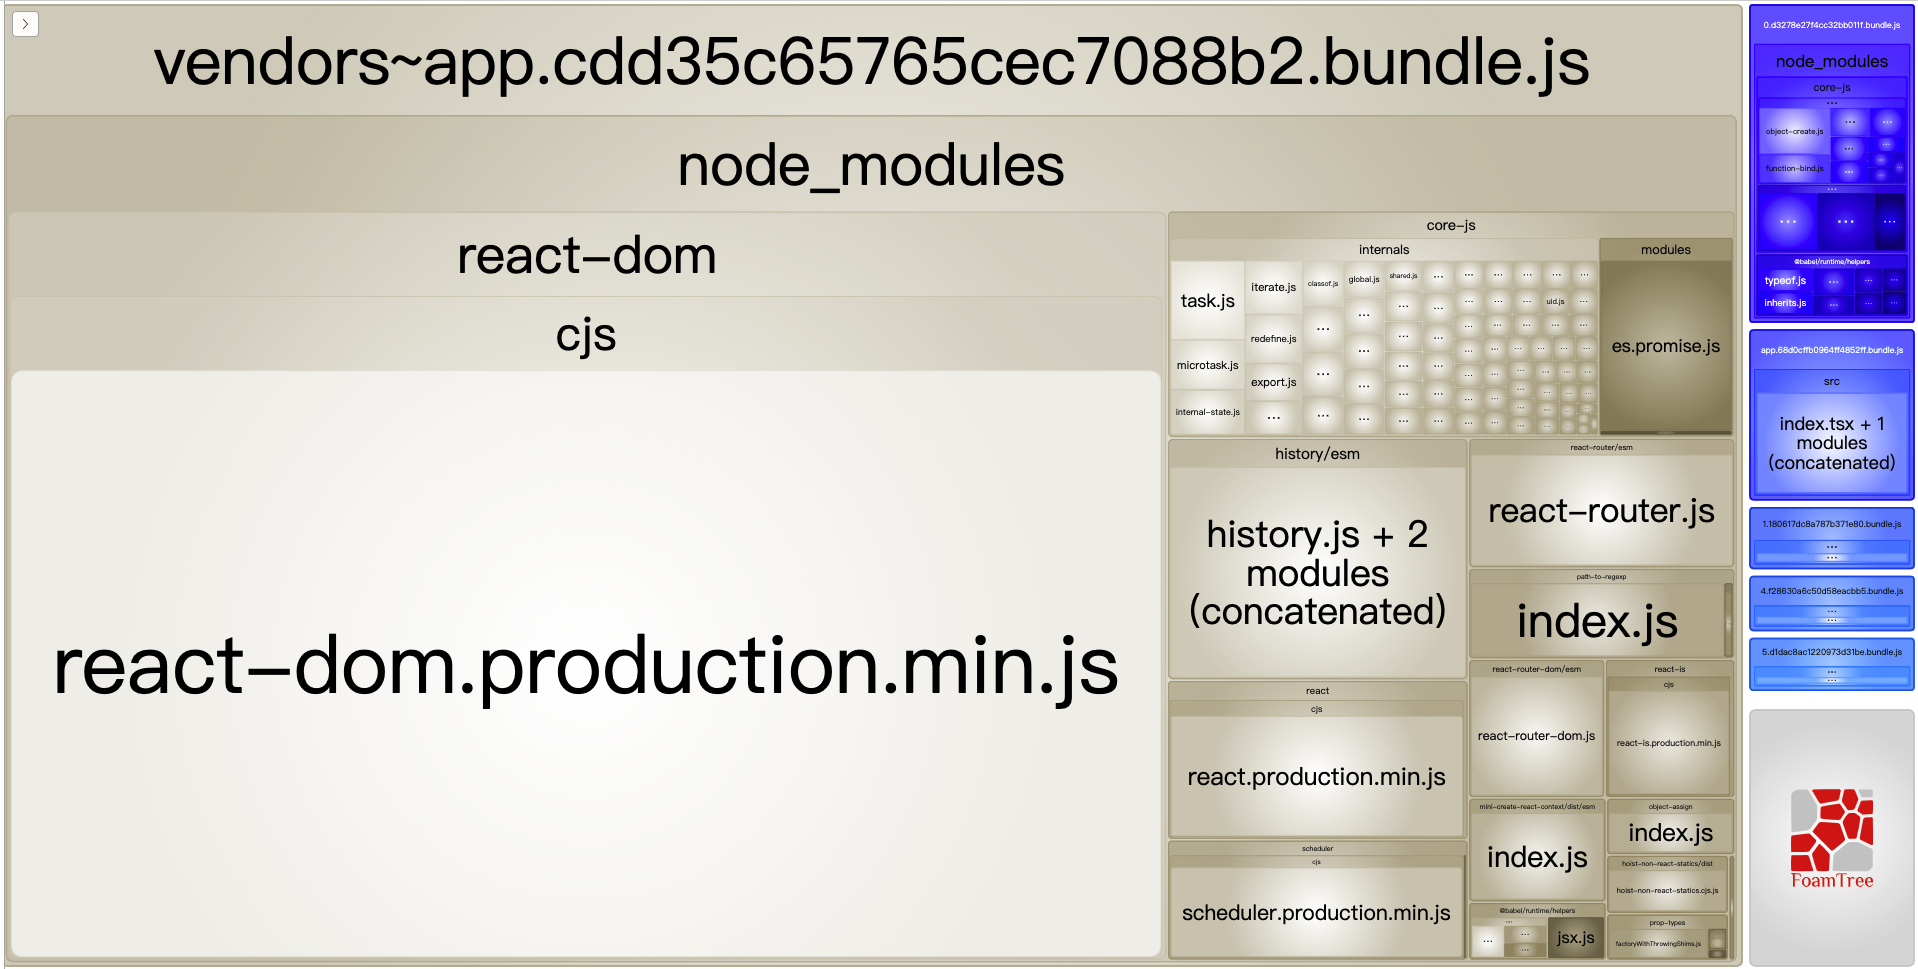 vendors~app.cdd35c65765cec7088b2.bundle.js
node_modules
react-dom
cjs
react-dom.production.min.js
core-js
internals
task.js
microtask.js
internal-state.js
iterate.js
redefine.js
export.js
...
classof.js
global.js
shared.js
uid.js
modules
es.promise.js
history/esm
history.js + 2
modules
(concatenated)
react-router/esm
react-router.js
path-to-regexp
index.js
react
cjs
react.production.min.js
react-router-dom/esm
react-router-dom.js
react-is
cjs
react-is.production.min.js
scheduler
cjs
scheduler.production.min.js
mini-create-react-context/dist/esm
index.js
object-assign
index.js
hoist-non-react-statics/dist
hoist-non-react-statics.cjs.js
@babel/runtime/helpers
...
jsx.js
prop-types
factoryWithThrowingShims.js
0.d3278e27f4cc32bb011f.bundle.js
node_modules
core-js
...
object-create.js
function-bind.js
...
@babel/runtime/helpers
typeof.js
inherits.js
app.68d0cffb0964ff4852ff.bundle.js
src
index.tsx + 1
modules
(concatenated)
1.180617dc8a787b371e80.bundle.js
...
...
4.f28630a6c50d58eacbb5.bundle.js
...
...
5.d1dac8ac1220973d31be.bundle.js
...
...
FoamTree